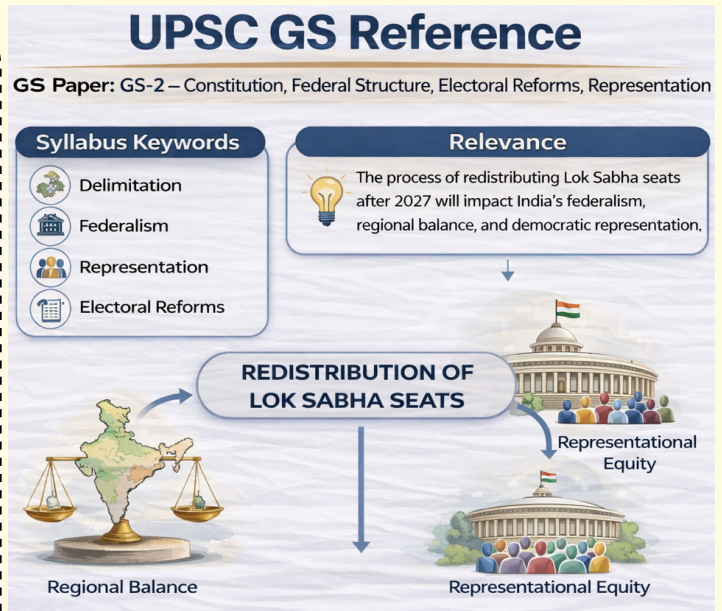 UPSC GS Reference
GS Paper: GS-2 – Constitution, Federal Structure, Electoral Reforms, Representation
Syllabus Keywords
Delimitation
Federalism
Representation
Electoral Reforms
Relevance
The process of redistributing Lok Sabha seats
after 2027 will impact India's federalism,
regional balance, and democratic representation.
REDISTRIBUTION OF
LOK SABHA SEATS
Representational
Equity
Regional Balance
Representational Equity